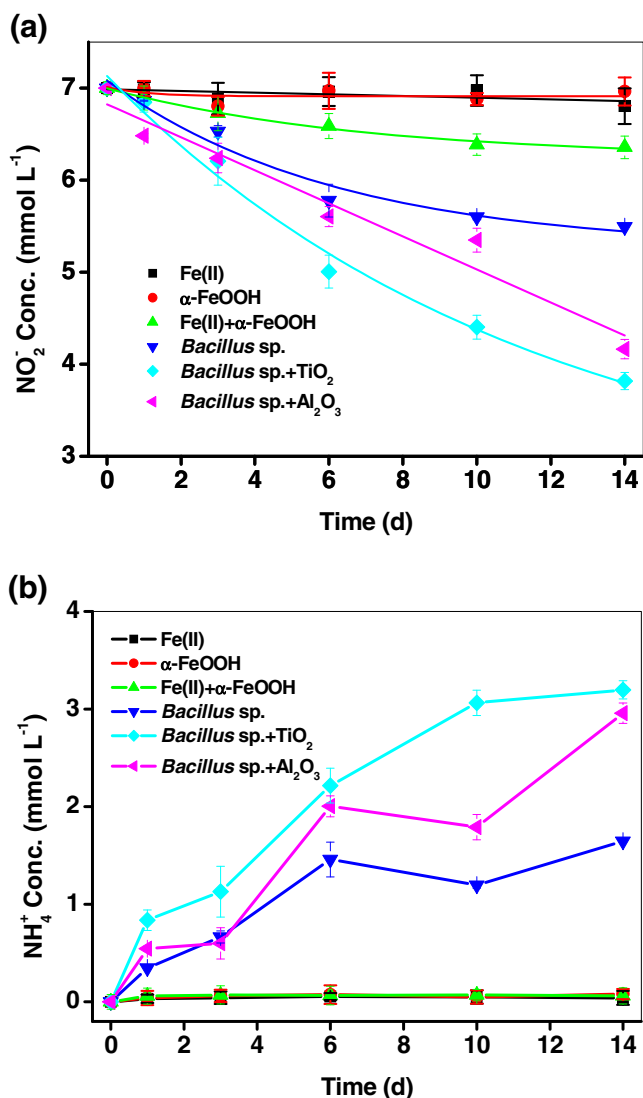 (a)
7
6
5
4
3
NO₂⁻ Conc. (mmol L⁻¹)
Fe(II)
α-FeOOH
Fe(II)+α-FeOOH
Bacillus sp.
Bacillus sp.+TiO₂
Bacillus sp.+Al₂O₃
0 2 4 6 8 10 12 14
Time (d)
(b)
4
3
2
1
0
NH₄⁺ Conc. (mmol L⁻¹)
Fe(II)
α-FeOOH
Fe(II)+α-FeOOH
Bacillus sp.
Bacillus sp.+TiO₂
Bacillus sp.+Al₂O₃
0 2 4 6 8 10 12 14
Time (d)